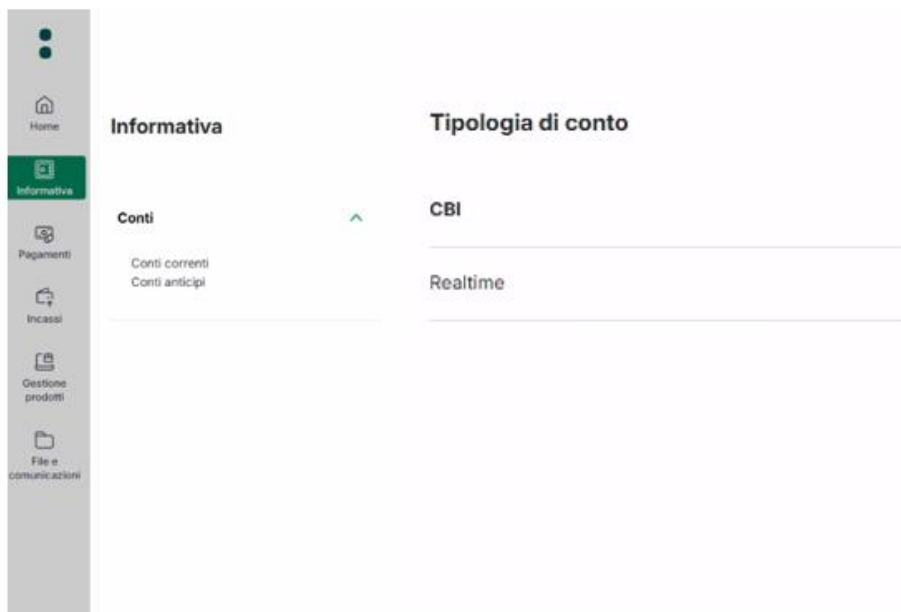 Home
Informativa
Pagamenti
Incassi
Gestione
prodotti
File e
comunicazioni
Informativa
Conti
Conti correnti
Conti anticipi
Tipologia di conto
CBI
Realtime